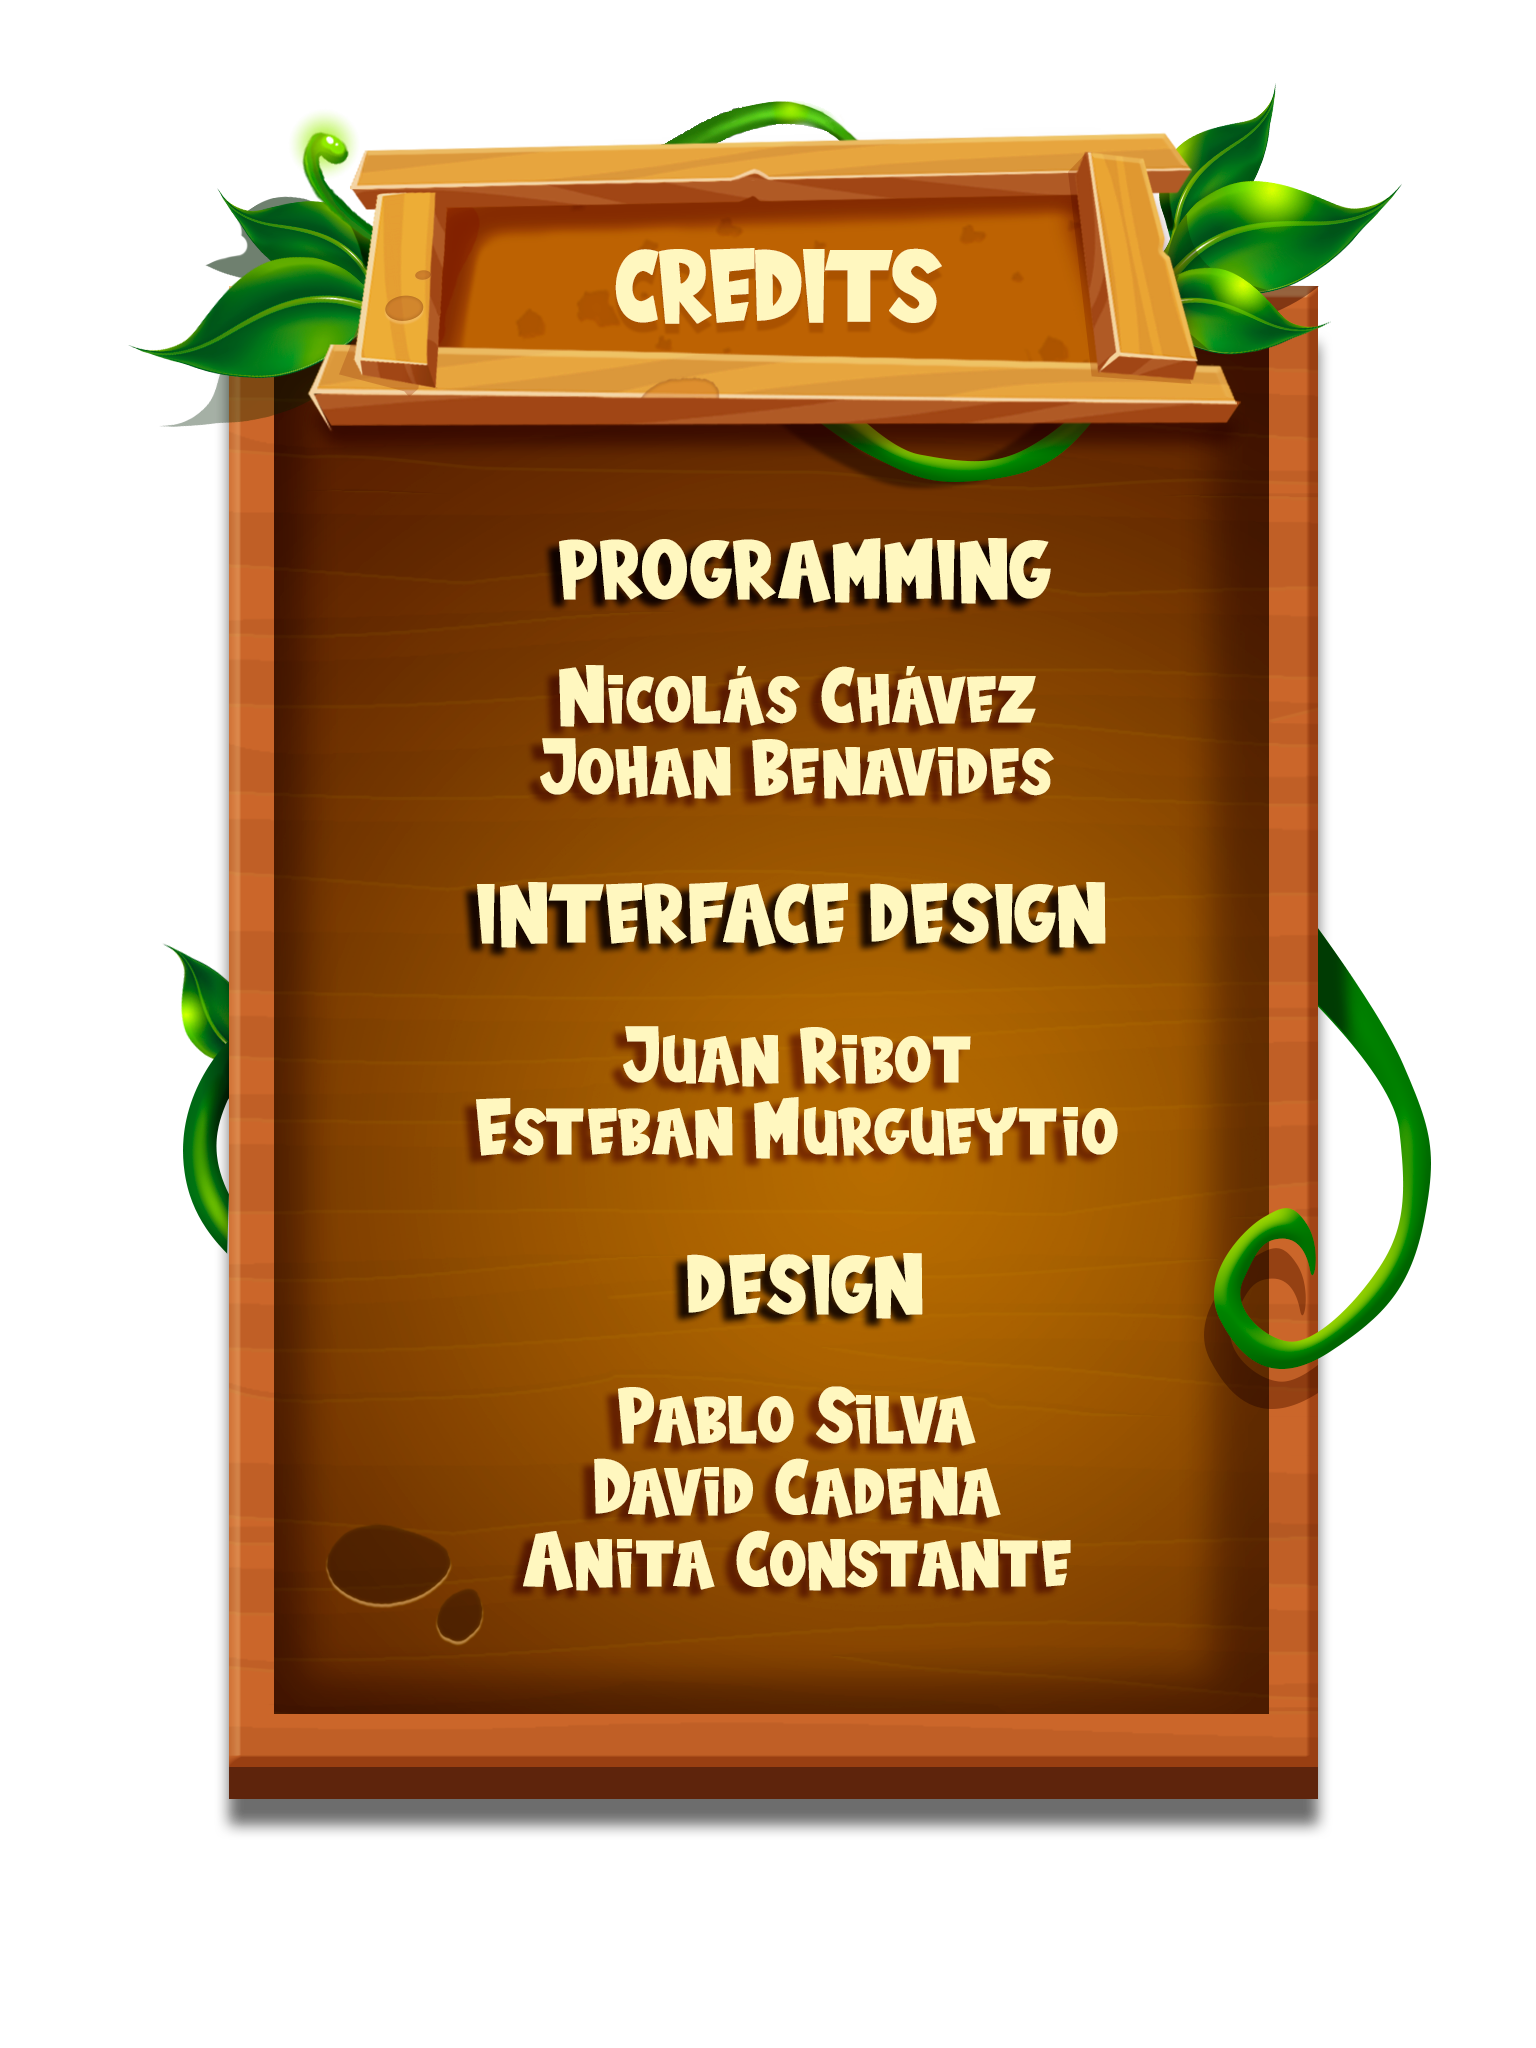 CREDITS
PROGRAMMING
Nicolás Chávez
Johan Benavides
INTERFACE DESIGN
Juan Ribot
Esteban Murgueytio
DESIGN
Pablo Silva
David Cadena
Anita Constante